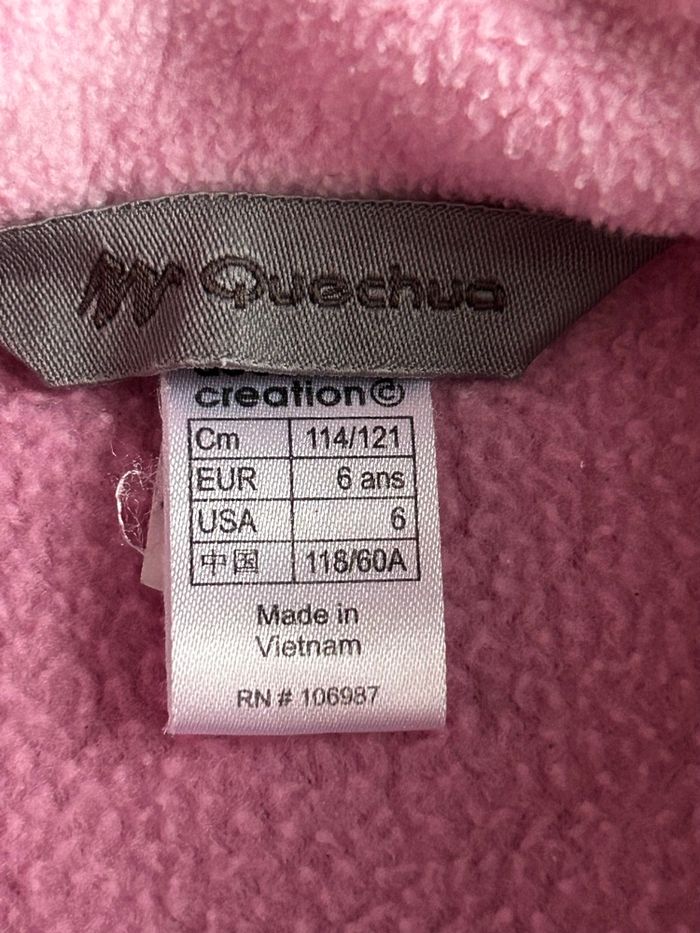 Quechua
creation©
Cm 114/121
EUR 6 ans
USA 6
中国 118/60A
Made in
Vietnam
RN # 106987